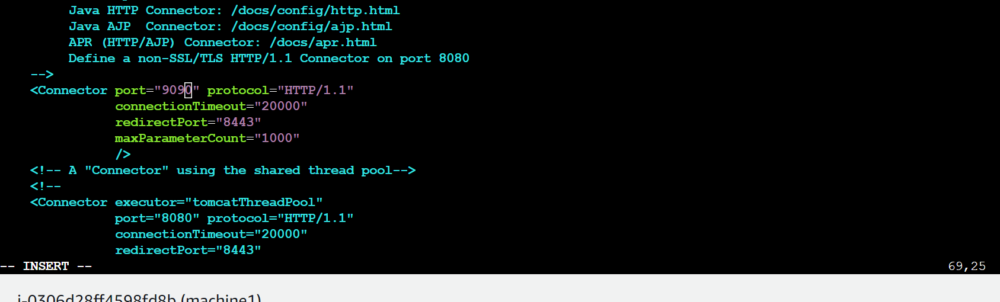 Java HTTP Connector: /docs/config/http.html
Java AJP  Connector: /docs/config/ajp.html
APR (HTTP/AJP) Connector: /docs/apr.html
Define a non-SSL/TLS HTTP/1.1 Connector on port 8080
-->
<Connector port="9090" protocol="HTTP/1.1"
connectionTimeout="20000"
redirectPort="8443"
maxParameterCount="1000"
/>
<!-- A "Connector" using the shared thread pool-->
<!--
<Connector executor="tomcatThreadPool"
port="8080" protocol="HTTP/1.1"
connectionTimeout="20000"
redirectPort="8443"
-- INSERT -- 69,25
i-0306d28ff4598fd8b (machine1)